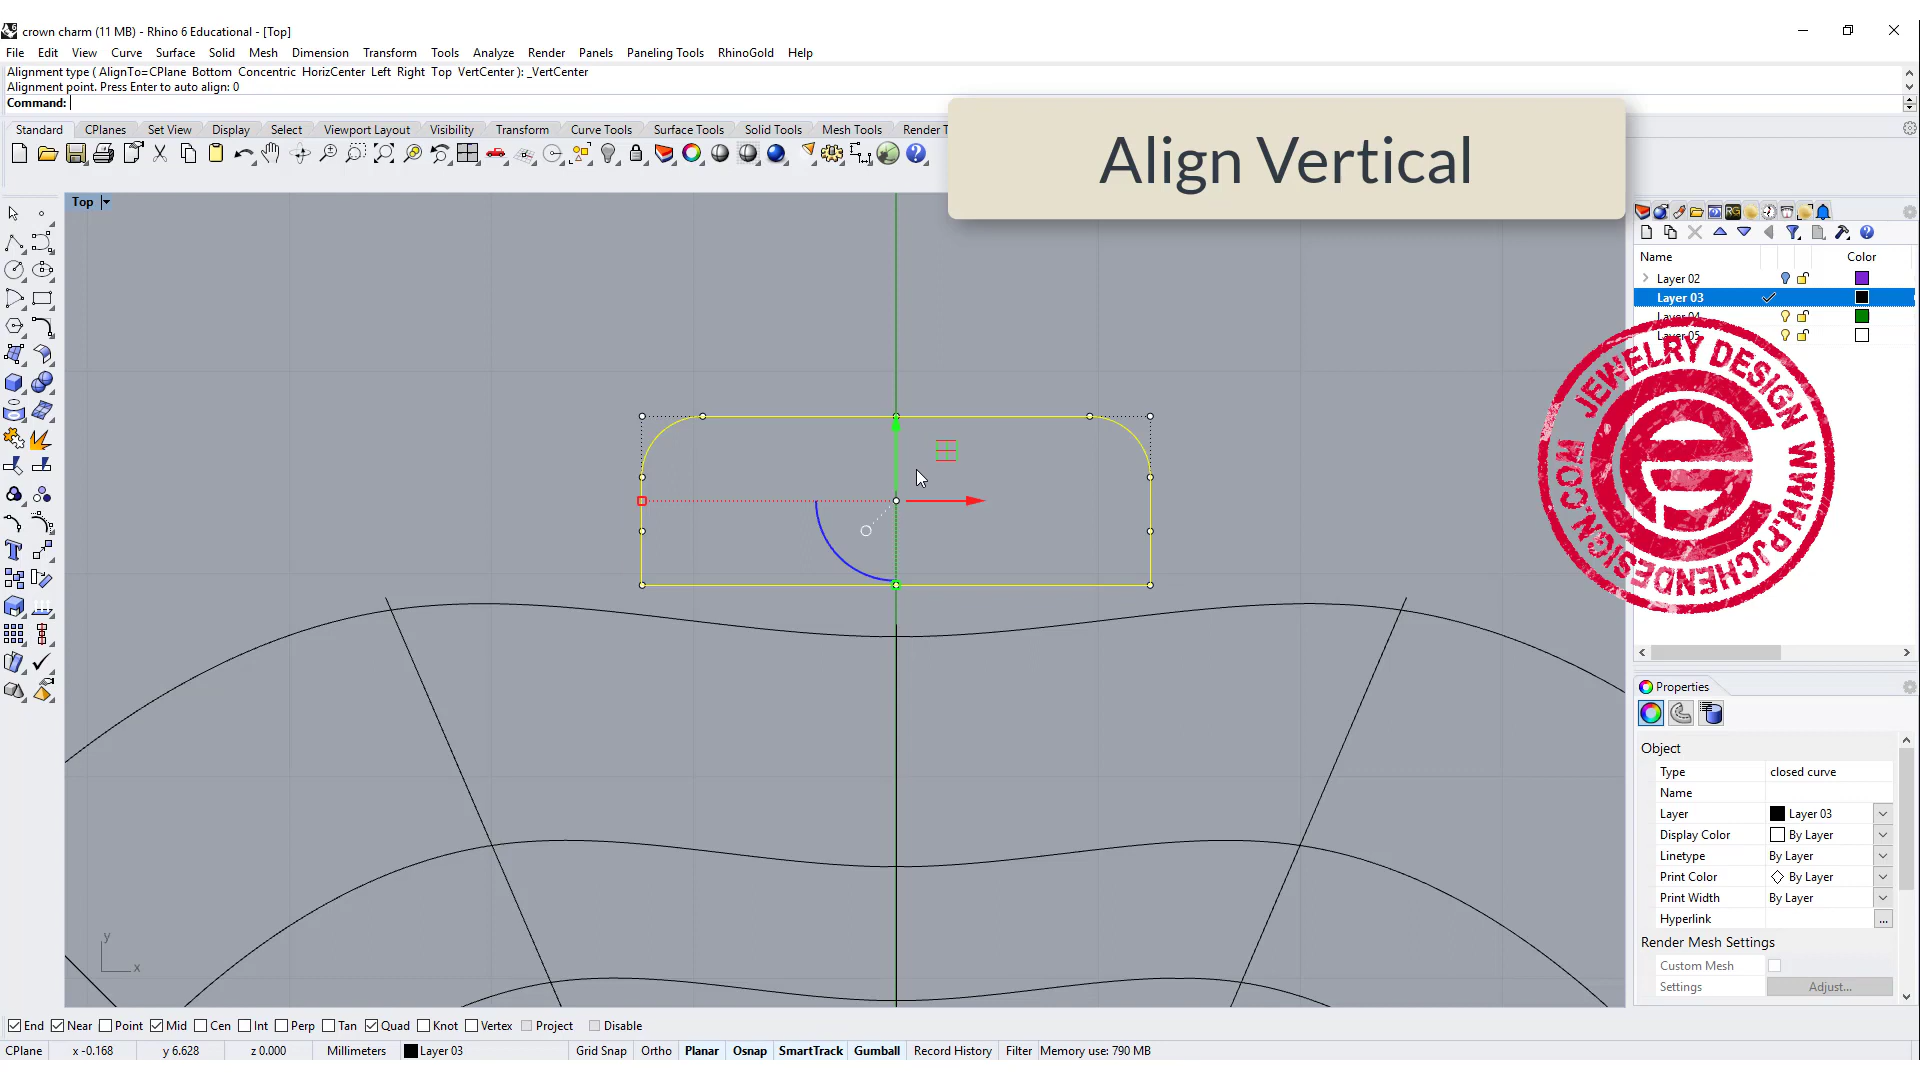 crown charm (11 MB) - Rhino 6 Educational - [Top]
File Edit View Curve Surface Solid Mesh Dimension Transform Tools Analyze Render Panels Paneling Tools RhinoGold Help
Alignment type ( AlignTo=CPlane Bottom Concentric HorizCenter Left Right Top VertCenter ): _VertCenter
Alignment point. Press Enter to auto align: 0
Command:
Align Vertical
Standard CPlanes Set View Display Select Viewport Layout Visibility Transform Curve Tools Surface Tools Solid Tools Mesh Tools Render T
Top
RG
Name Color
Layer 02
Layer 03
Layer 04
Layer 05
JEWELRY DESIGN WWW.PJCHENDESIGN.COM
Properties
Object
Type closed curve
Name
Layer Layer 03
Display Color By Layer
Linetype By Layer
Print Color By Layer
Print Width By Layer
Hyperlink ...
Render Mesh Settings
Custom Mesh
Settings Adjust...
y
x
End Near Point Mid Cen Int Perp Tan Quad Knot Vertex Project Disable
CPlane x -0.168 y 6.628 z 0.000 Millimeters Layer 03 Grid Snap Ortho Planar Osnap SmartTrack Gumball Record History Filter Memory use: 790 MB